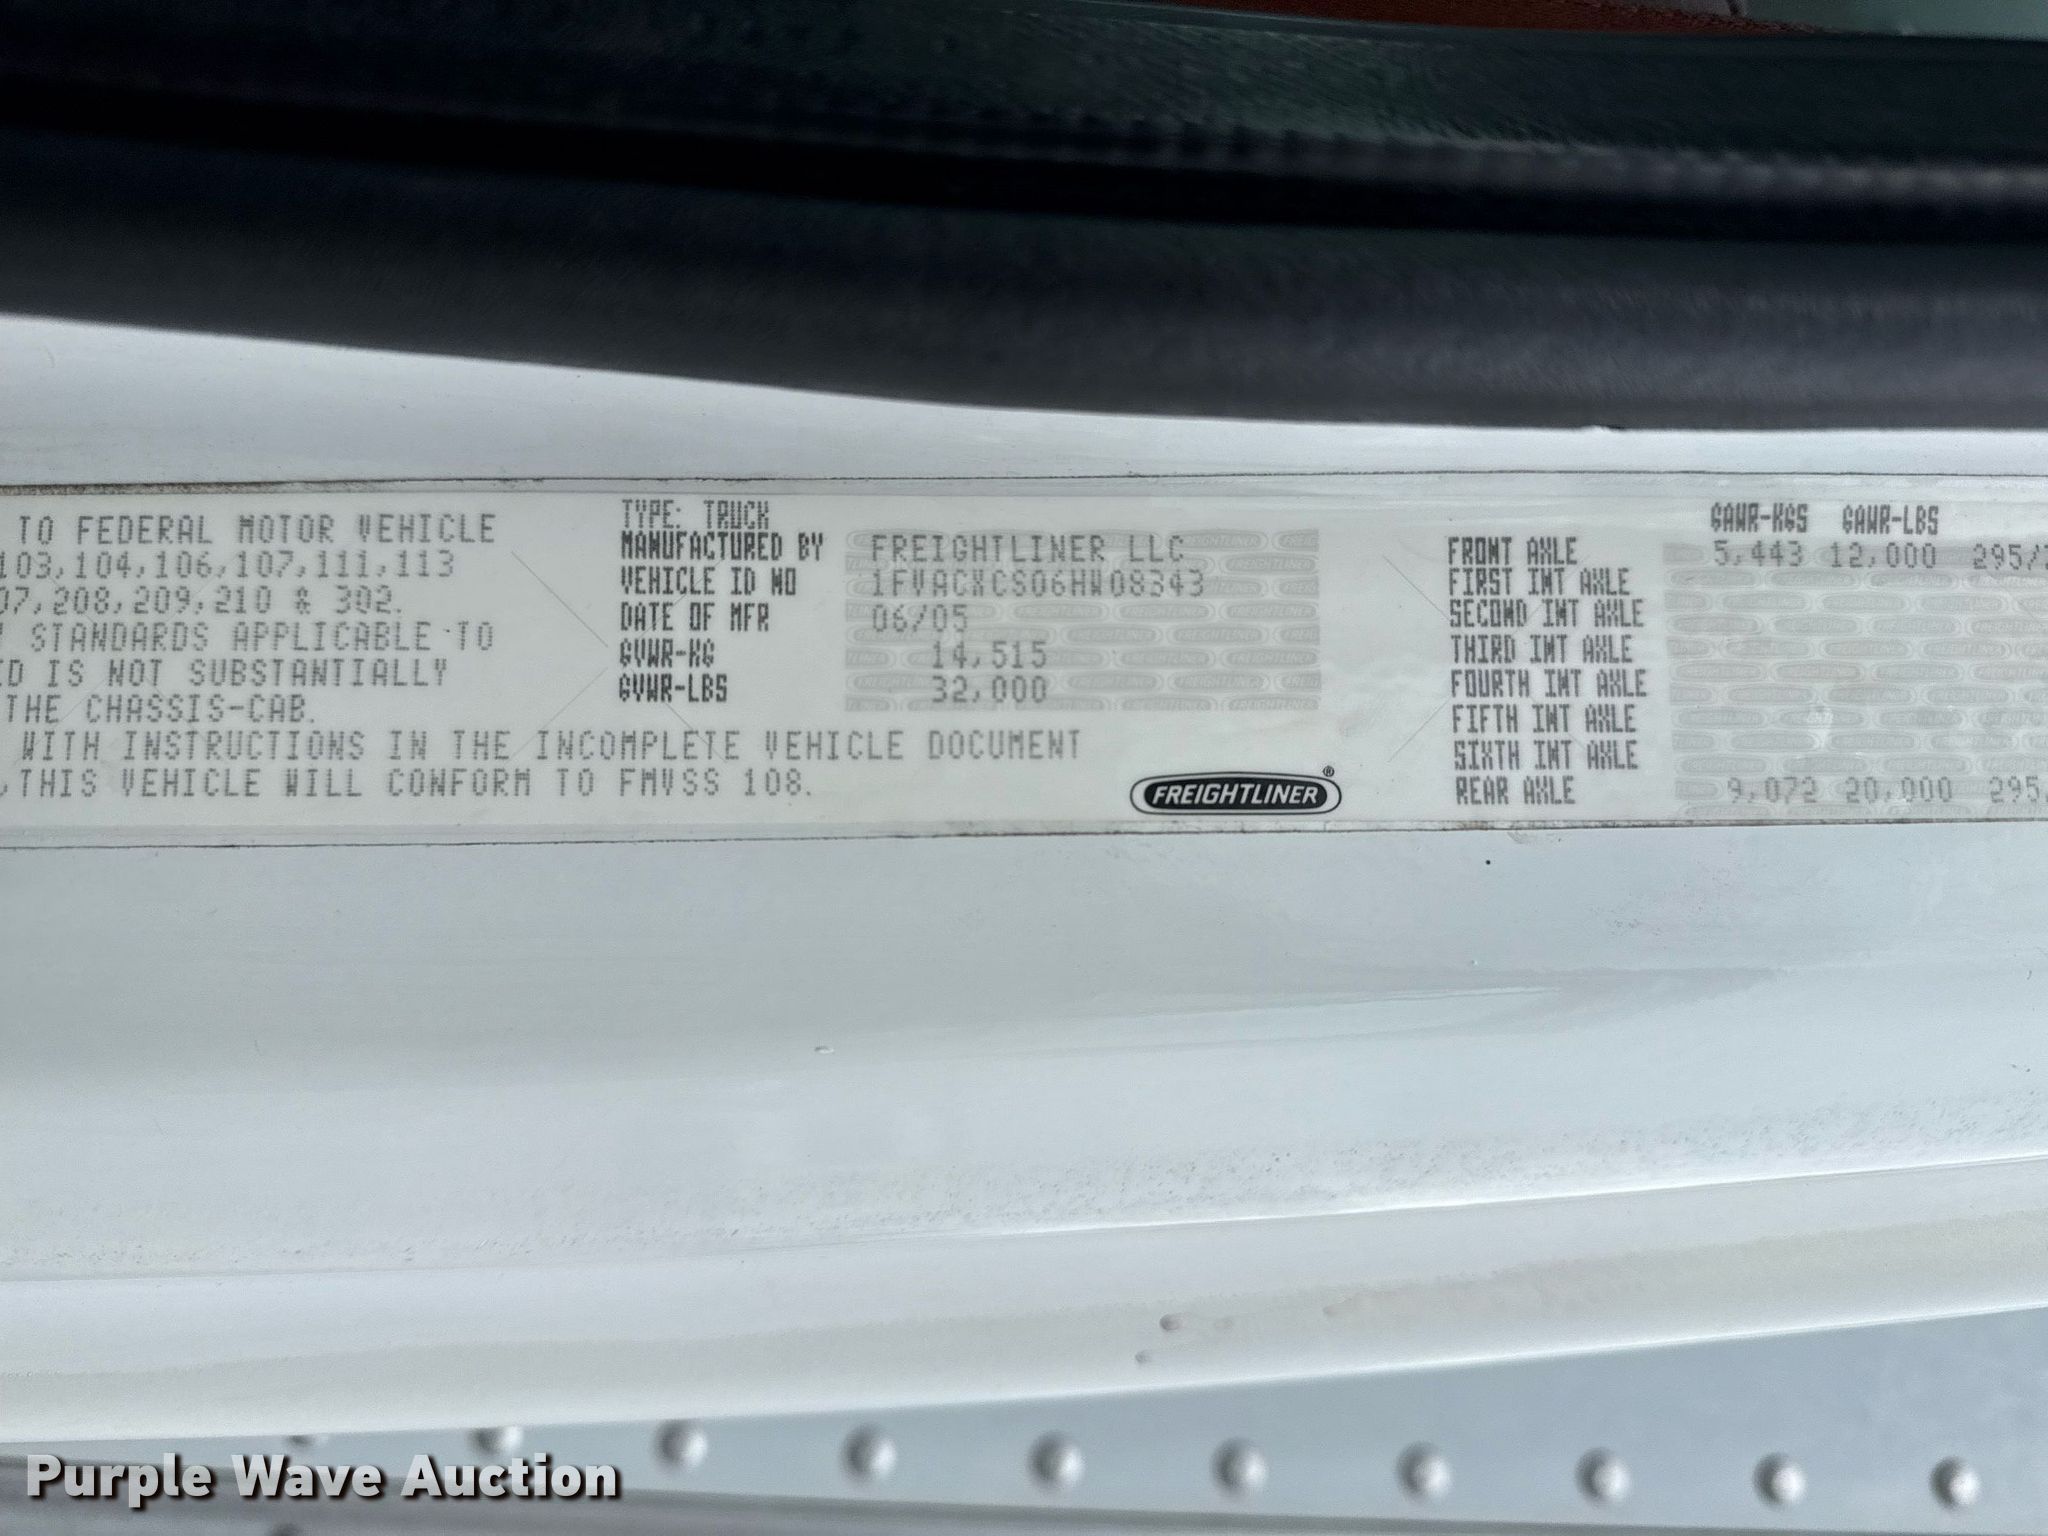 TO FEDERAL MOTOR VEHICLE
103,104,106,107,111,113
07,208,209,210 & 302.
STANDARDS APPLICABLE TO
ED IS NOT SUBSTANTIALLY
THE CHASSIS-CAB.
WITH INSTRUCTIONS IN THE INCOMPLETE VEHICLE DOCUMENT
,THIS VEHICLE WILL CONFORM TO FMVSS 108.
TYPE: TRUCK
MANUFACTURED BY FREIGHTLINER LLC
VEHICLE ID NO 1FVACXCS06HW08343
DATE OF MFR 06/05
GVWR-KG 14,515
GVWR-LBS 32,000
FREIGHTLINER®
GAWR-KGS GAWR-LBS
FRONT AXLE 5,443 12,000 295/
FIRST INT AXLE
SECOND INT AXLE
THIRD INT AXLE
FOURTH INT AXLE
FIFTH INT AXLE
SIXTH INT AXLE
REAR AXLE 9,072 20,000 295
Purple Wave Auction